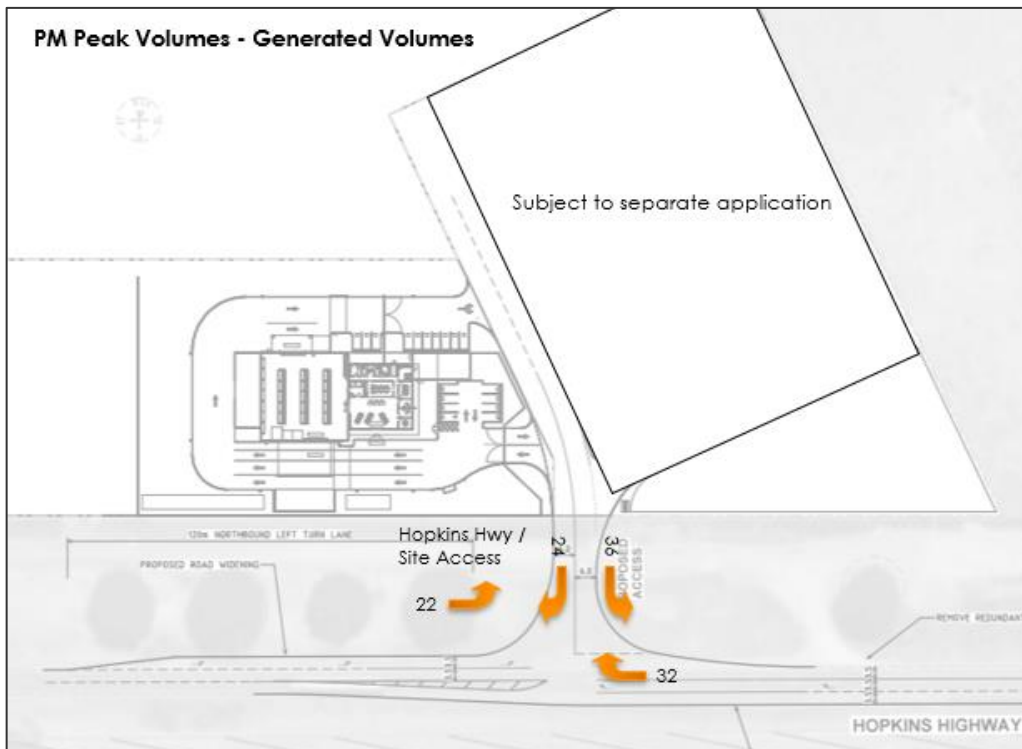 PM Peak Volumes - Generated Volumes
Subject to separate application
120m NORTHBOUND LEFT TURN LANE
Hopkins Hwy /
Site Access
24
36
PROPOSED ROAD WIDENING
ACCESS
22
REMOVE REDUNDANT
32
HOPKINS HIGHWAY